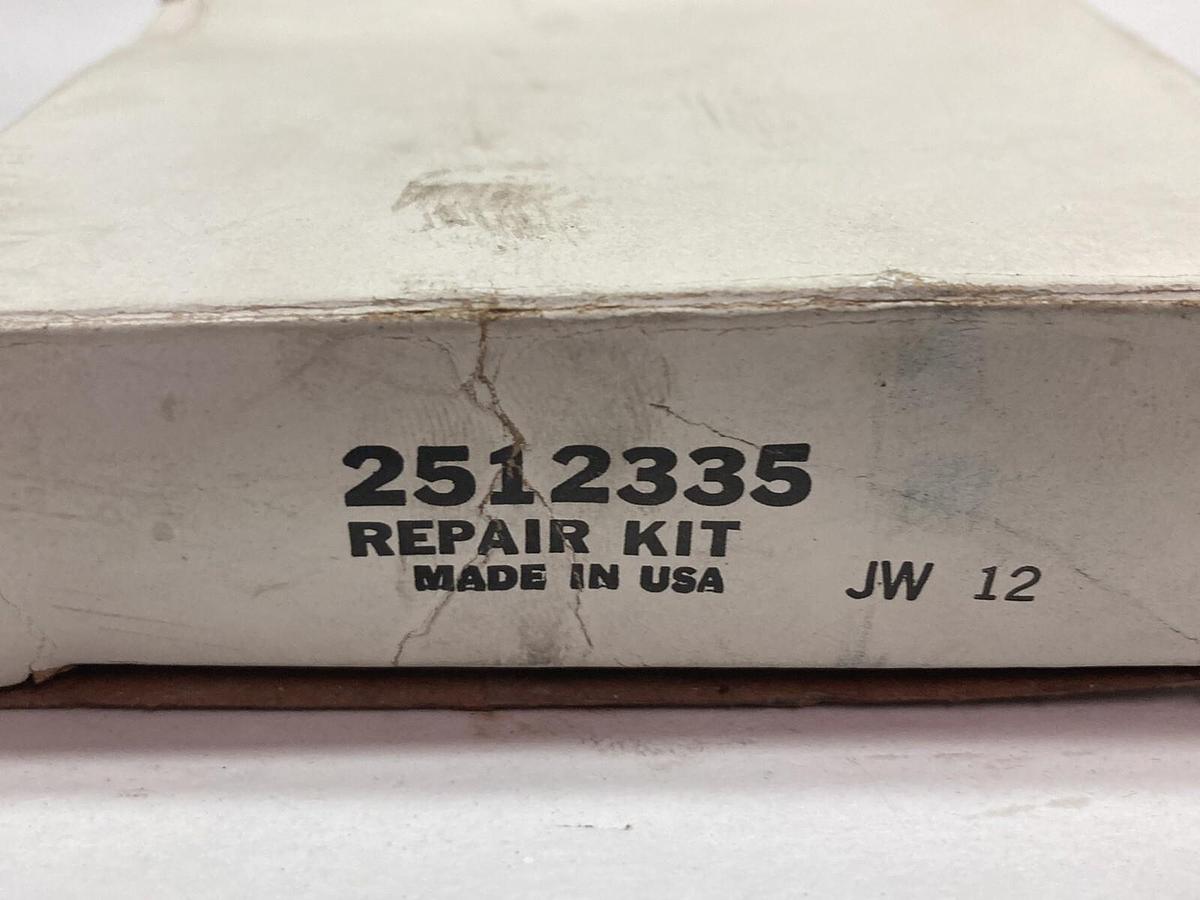 2512335
REPAIR KIT
MADE IN USA
JW 12